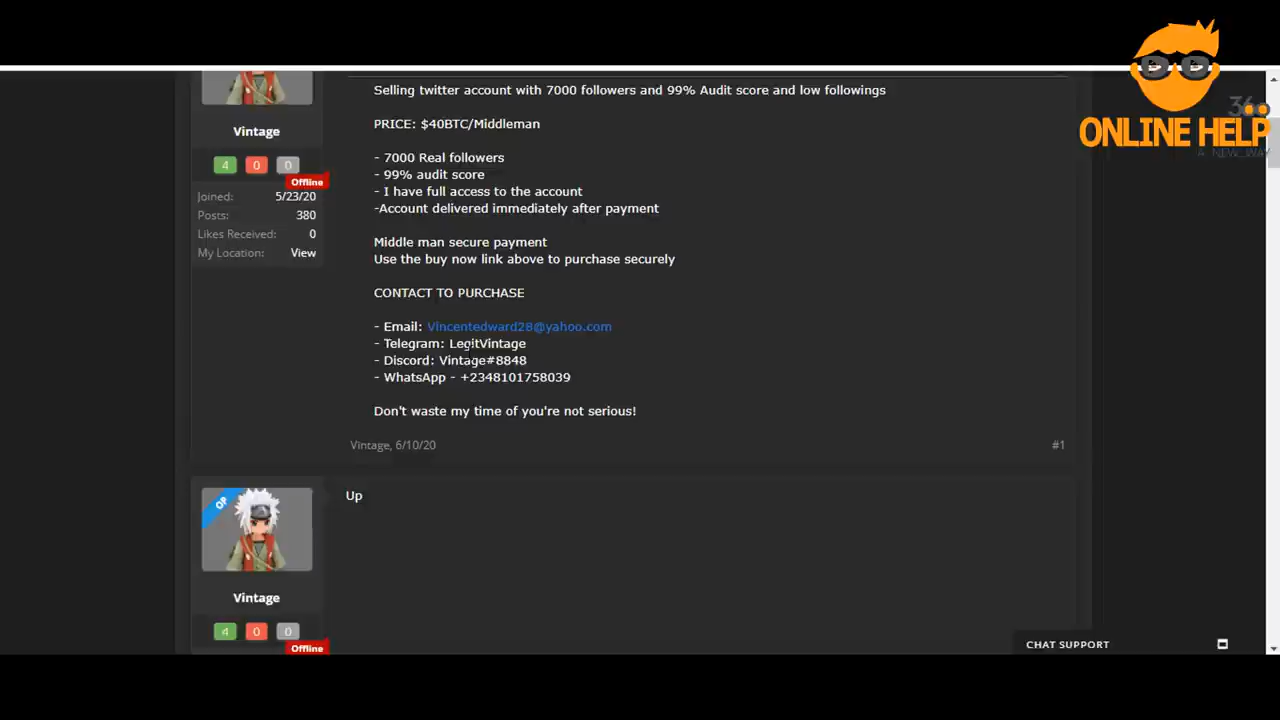 Selling twitter account with 7000 followers and 99% Audit score and low followings
PRICE: $40BTC/Middleman
- 7000 Real followers
- 99% audit score
- I have full access to the account
-Account delivered immediately after payment
Middle man secure payment
Use the buy now link above to purchase securely
CONTACT TO PURCHASE
- Email: Vincentedward28@yahoo.com
- Telegram: LegitVintage
- Discord: Vintage#8848
- WhatsApp - +2348101758039
Don't waste my time of you're not serious!
Vintage, 6/10/20
#1
Vintage
4 0 0
Offline
Joined: 5/23/20
Posts: 380
Likes Received: 0
My Location: View
OP
Up
Vintage
4 0 0
Offline
CHAT SUPPORT
360
ONLINE HELP
A NEW WAY